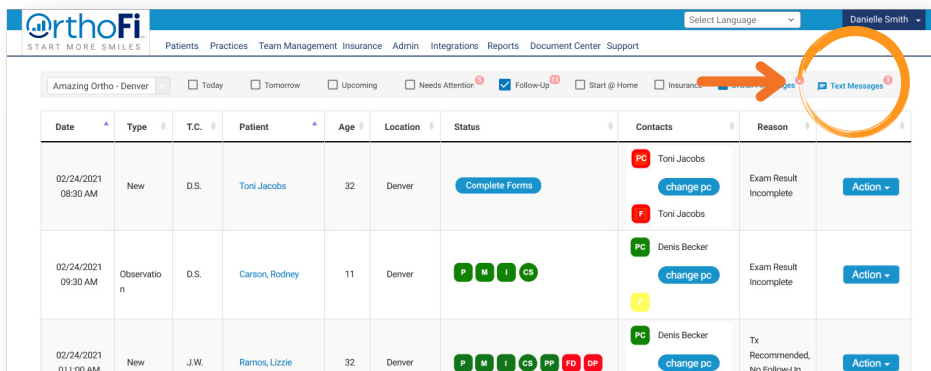 OrthoFi
START MORE SMILES
Select Language
Danielle Smith
Patients Practices Team Management Insurance Admin Integrations Reports Document Center Support
Amazing Ortho - Denver Today Tomorrow Upcoming Needs Attention 5 Follow-Up 11 Start @ Home Insurance Text Messages 3
Date Type T.C. Patient Age Location Status Contacts Reason
PC Toni Jacobs
02/24/2021 New D.S. Toni Jacobs 32 Denver Complete Forms change pc Exam Result Action
08:30 AM Incomplete
F Toni Jacobs
PC Denis Becker
02/24/2021 Observatio D.S. Carson, Rodney 11 Denver P M I CS change pc Exam Result Action
09:30 AM n Incomplete
F
PC Denis Becker
Tx
02/24/2021 New J.W. Ramos, Lizzie 32 Denver P M I CS PP FD DP change pc Recommended, Action
No Follow-Up